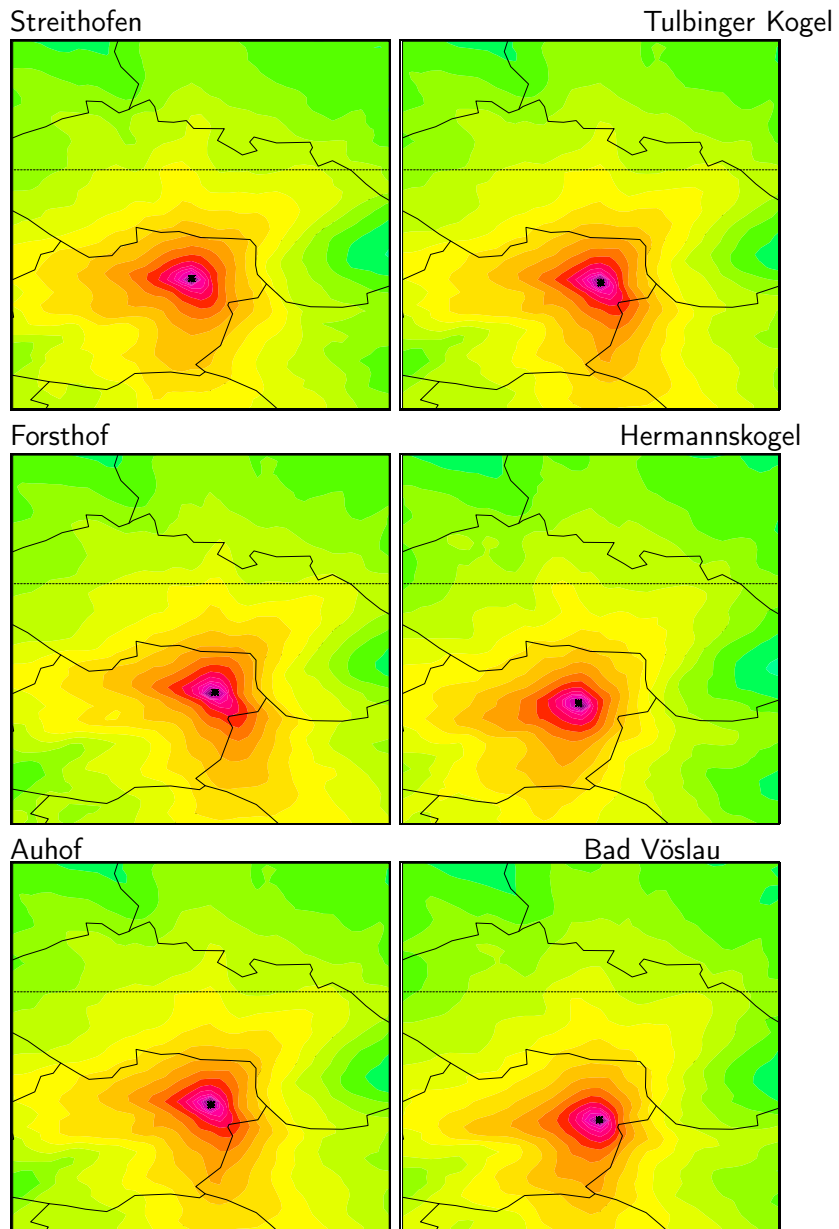 Streithofen
Tulbinger Kogel
Forsthof
Hermannskogel
Auhof
Bad Vöslau